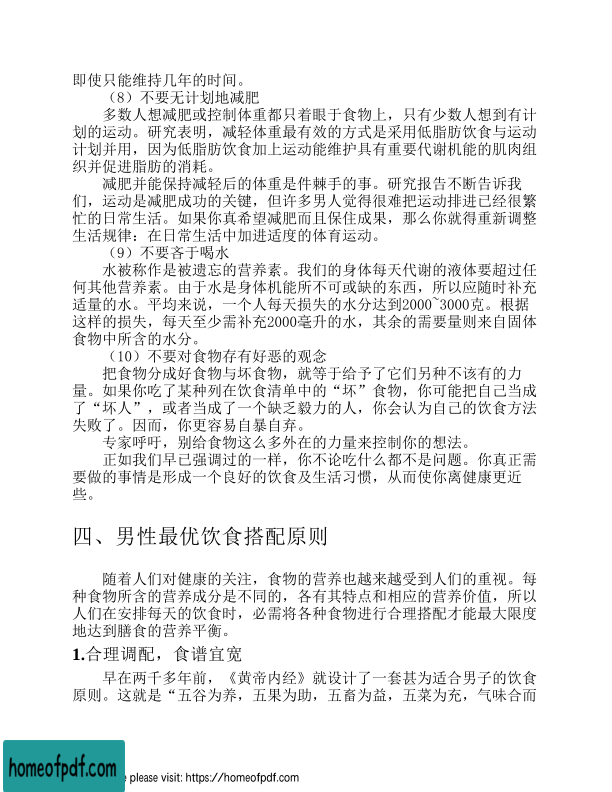 即使只能维持几年的时间。
（8）不要无计划地减肥
多数人想减肥或控制体重都只着眼于食物上，只有少数人想到有计
划的运动。研究表明，减轻体重最有效的方式是采用低脂肪饮食与运动
计划并用，因为低脂肪饮食加上运动能维护具有重要代谢机能的肌肉组
织并促进脂肪的消耗。
减肥并能保持减轻后的体重是件棘手的事。研究报告不断告诉我
们，运动是减肥成功的关键，但许多男人觉得很难把运动排进已经很繁
忙的日常生活。如果你真希望减肥而且保住成果，那么你就得重新调整
生活规律：在日常生活中加进适度的体育运动。
（9）不要吝于喝水
水被称作是被遗忘的营养素。我们的身体每天代谢的液体要超过任
何其他营养素。由于水是身体机能所不可或缺的东西，所以应随时补充
适量的水。平均来说，一个人每天损失的水分达到2000~3000克。根据
这样的损失，每天至少需补充2000毫升的水，其余的需要量则来自固体
食物中所含的水分。
（10）不要对食物存有好恶的观念
把食物分成好食物与坏食物，就等于给予了它们另种不该有的力
量。如果你吃了某种列在饮食清单中的“坏”食物，你可能把自己当成
了“坏人”，或者当成了一个缺乏毅力的人，你会认为自己的饮食方法
失败了。因而，你更容易自暴自弃。
专家呼吁，别给食物这么多外在的力量来控制你的想法。
正如我们早已强调过的一样，你不论吃什么都不是问题。你真正需
要做的事情是形成一个良好的饮食及生活习惯，从而使你离健康更近
些。
四、男性最优饮食搭配原则
随着人们对健康的关注，食物的营养也越来越受到人们的重视。每
种食物所含的营养成分是不同的，各有其特点和相应的营养价值，所以
人们在安排每天的饮食时，必需将各种食物进行合理搭配才能最大限度
地达到膳食的营养平衡。
1.合理调配，食谱宜宽
早在两千多年前，《黄帝内经》就设计了一套甚为适合男子的饮食
原则。这就是“五谷为养，五果为助，五畜为益，五菜为充，气味合而
homeofpdf.com
e please visit: https://homeofpdf.com